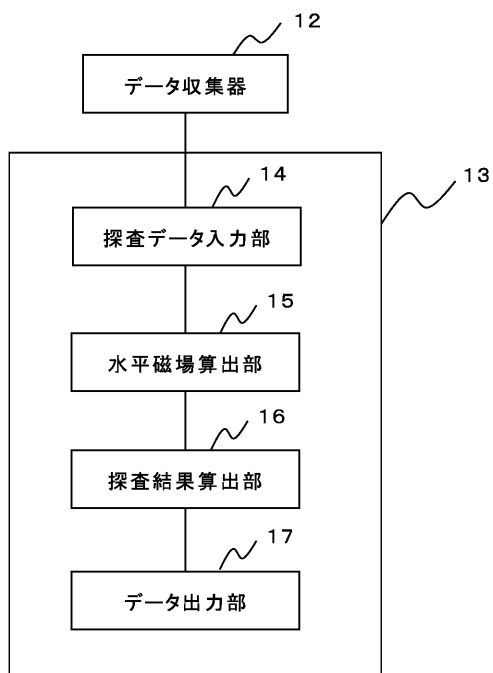 12
データ収集器
13
14
探査データ入力部
15
水平磁場算出部
16
探査結果算出部
17
データ出力部